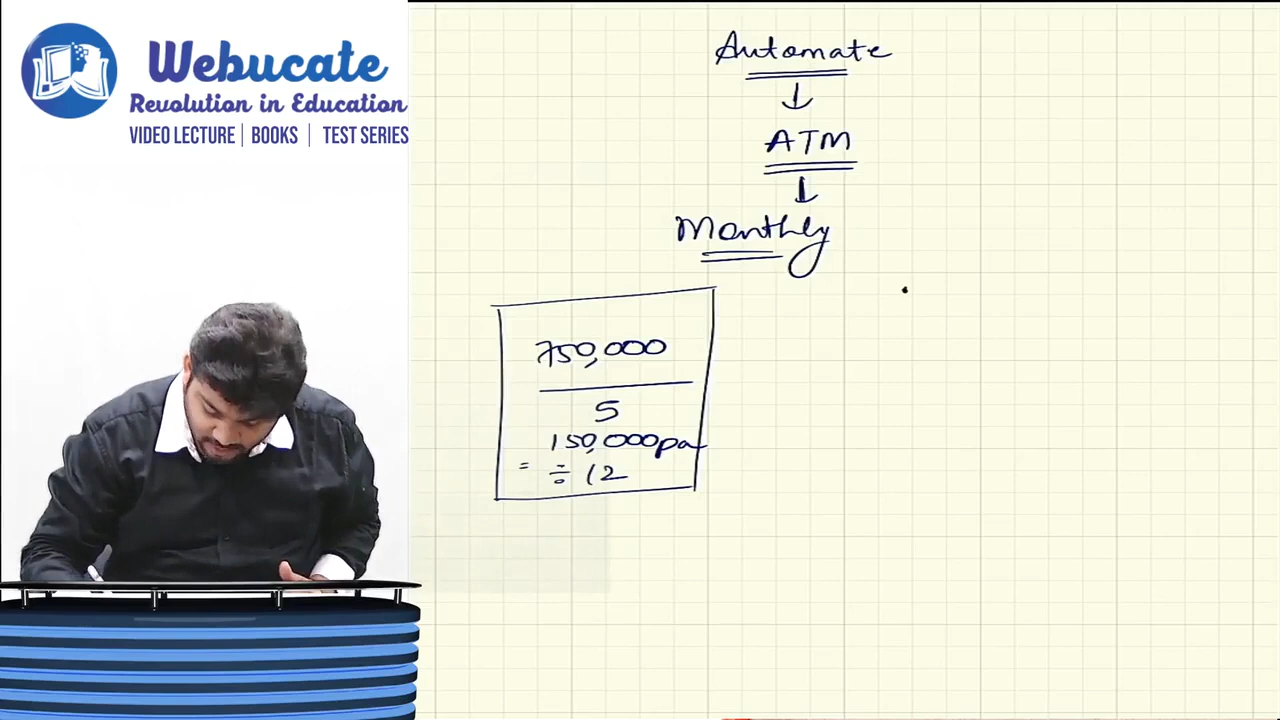 Webucate
Revolution in Education
VIDEO LECTURE | BOOKS | TEST SERIES
Automate
↓
ATM
↓
Monthly
750,000
5
150,000pa
= ÷ 12